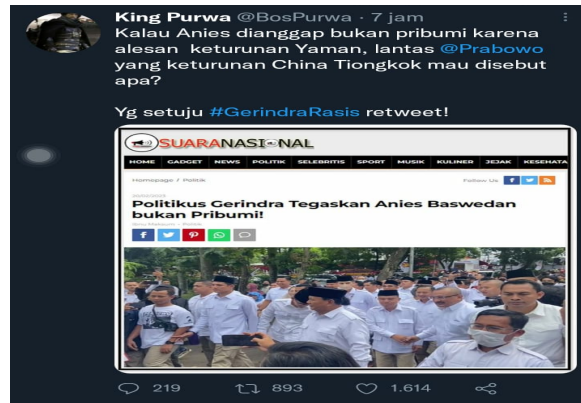 King Purwa @BosPurwa · 7 jam
Kalau Anies dianggap bukan pribumi karena
alesan keturunan Yaman, lantas @Prabowo
yang keturunan China Tiongkok mau disebut
apa?
Yg setuju #GerindraRasis retweet!
SUARANASIONAL
HOME GADGET NEWS POLITIK SELEBRITIS SPORT MUSIK KULINER JEJAK KESEHATA
Homepage / Politik
Follow Us
Politikus Gerindra Tegaskan Anies Baswedan
bukan Pribumi!
219 893 1.614